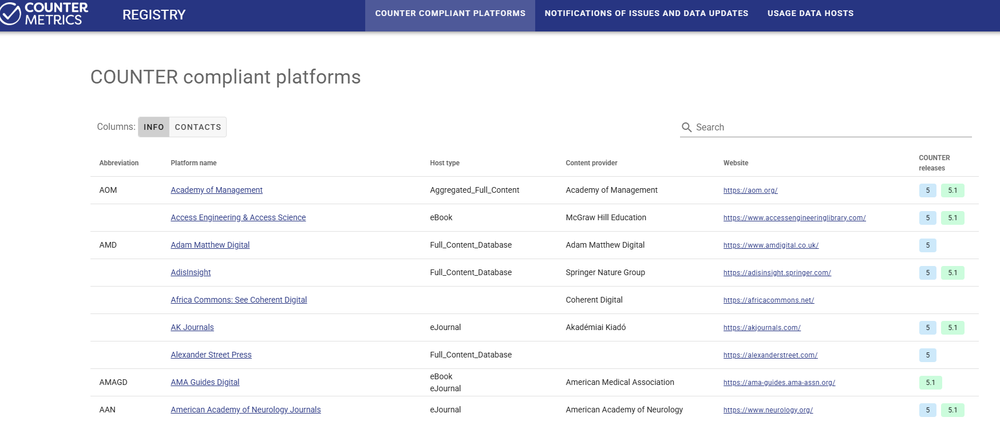 COUNTER
METRICS
REGISTRY
COUNTER COMPLIANT PLATFORMS
NOTIFICATIONS OF ISSUES AND DATA UPDATES
USAGE DATA HOSTS
COUNTER compliant platforms
Columns: INFO CONTACTS
Search
Abbreviation Platform name Host type Content provider Website COUNTER releases
AOM Academy of Management Aggregated_Full_Content Academy of Management https://aom.org/ 5 5.1
Access Engineering & Access Science eBook McGraw Hill Education https://www.accessengineeringlibrary.com/ 5 5.1
AMD Adam Matthew Digital Full_Content_Database Adam Matthew Digital https://www.amdigital.co.uk/ 5
AdisInsight Full_Content_Database Springer Nature Group https://adisinsight.springer.com/ 5 5.1
Africa Commons: See Coherent Digital Coherent Digital https://africacommons.net/
AK Journals eJournal Akadémiai Kiadó https://akjournals.com/ 5 5.1
Alexander Street Press Full_Content_Database https://alexanderstreet.com/ 5
AMAGD AMA Guides Digital eBook eJournal American Medical Association https://ama-guides.ama-assn.org/ 5.1
AAN American Academy of Neurology Journals eJournal American Academy of Neurology https://www.neurology.org/ 5 5.1